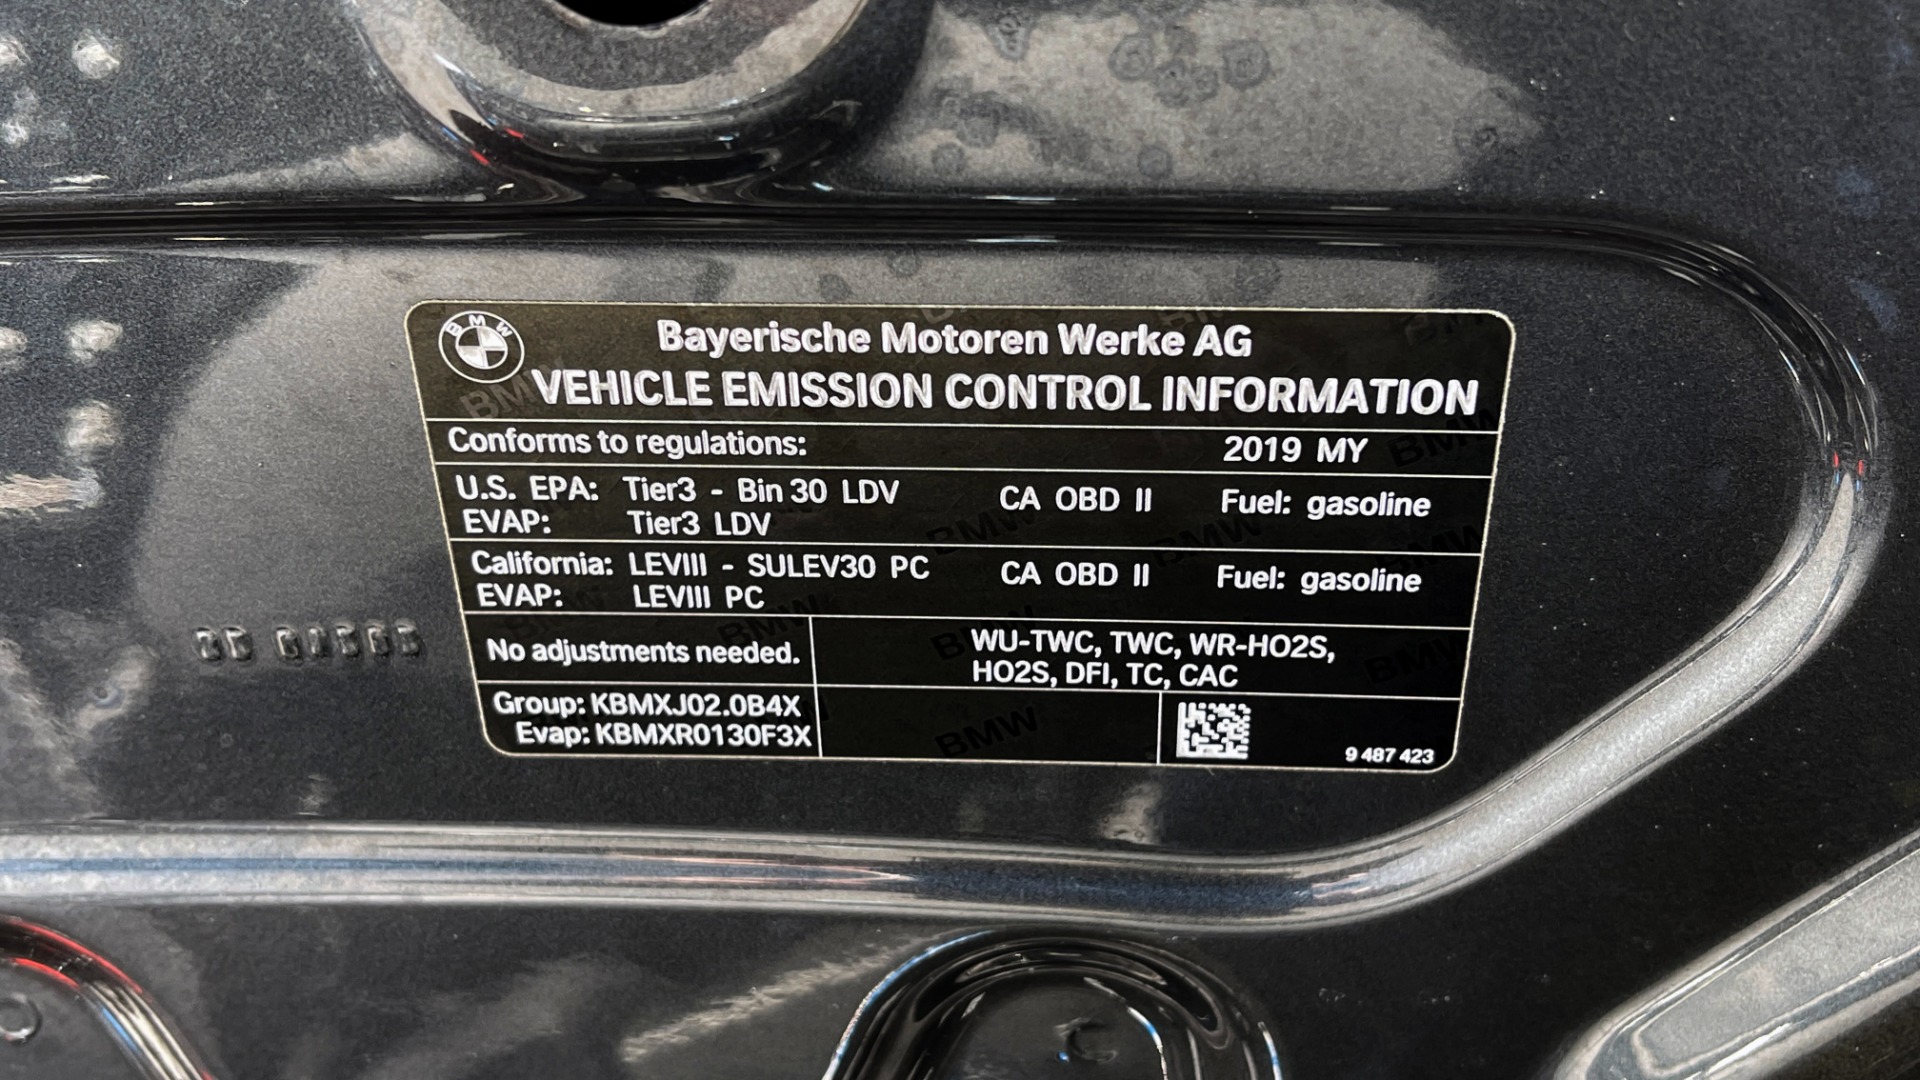 BMW
Bayerische Motoren Werke AG
VEHICLE EMISSION CONTROL INFORMATION
Conforms to regulations: 2019 MY
U.S. EPA: Tier3 - Bin 30 LDV CA OBD II Fuel: gasoline
EVAP: Tier3 LDV
California: LEVIII - SULEV30 PC CA OBD II Fuel: gasoline
EVAP: LEVIII PC
No adjustments needed.
WU-TWC, TWC, WR-HO2S,
HO2S, DFI, TC, CAC
Group: KBMXJ02.0B4X
Evap: KBMXR0130F3X
9 487 423